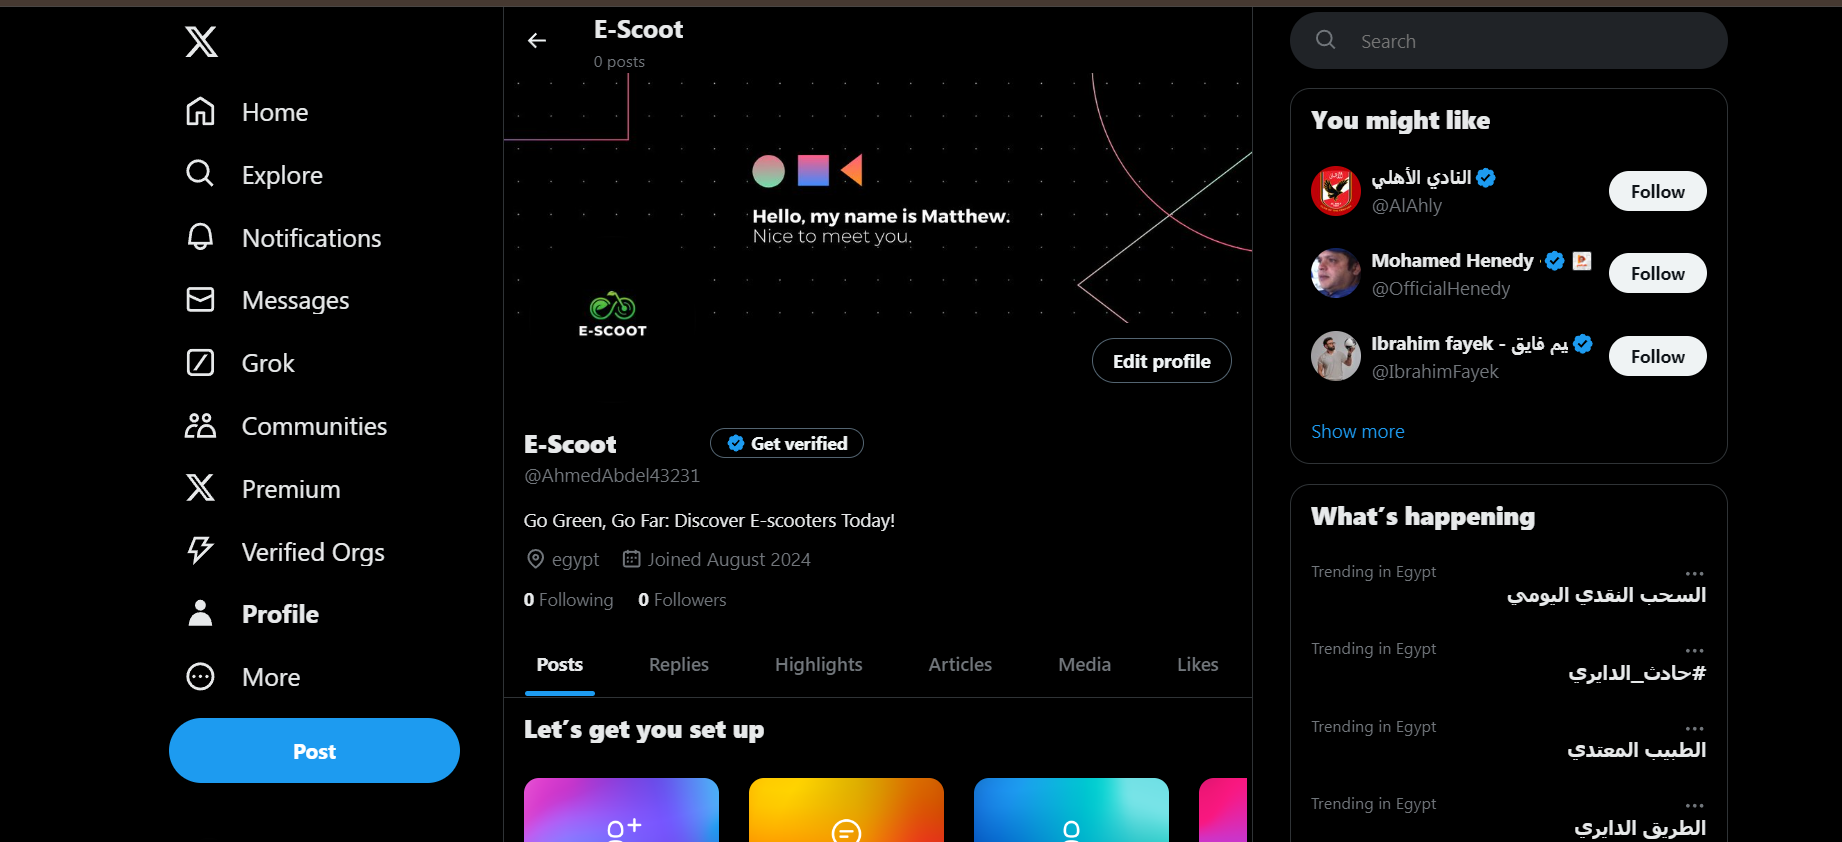 Home
Explore
Notifications
Messages
Grok
Communities
Premium
Verified Orgs
Profile
More
Post
E-Scoot
0 posts
Hello, my name is Matthew.
Nice to meet you.
E-SCOOT
Edit profile
E-Scoot
Get verified
@AhmedAbdel43231
Go Green, Go Far: Discover E-scooters Today!
egypt Joined August 2024
0 Following 0 Followers
Posts Replies Highlights Articles Media Likes
Let's get you set up
Search
You might like
النادي الأهلي
@AlAhly
Follow
Mohamed Henedy
@OfficialHenedy
Follow
Ibrahim fayek - يم فايق
@IbrahimFayek
Follow
Show more
What's happening
Trending in Egypt
السحب النقدي اليومي
Trending in Egypt
#حادث_الدايري
Trending in Egypt
الطبيب المعتدي
Trending in Egypt
الطريق الدايري